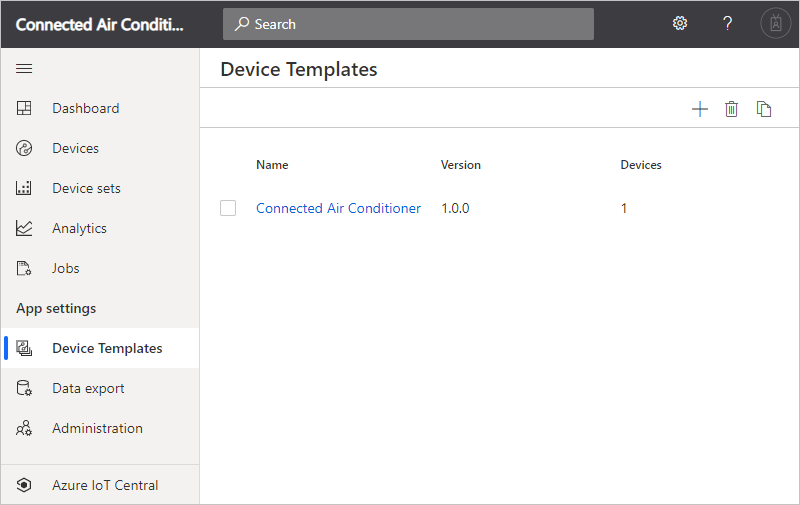 Connected Air Conditi...
Search
?
Device Templates
Dashboard
Devices
Device sets
Analytics
Jobs
App settings
Device Templates
Data export
Administration
Azure IoT Central
Name Version Devices
Connected Air Conditioner 1.0.0 1